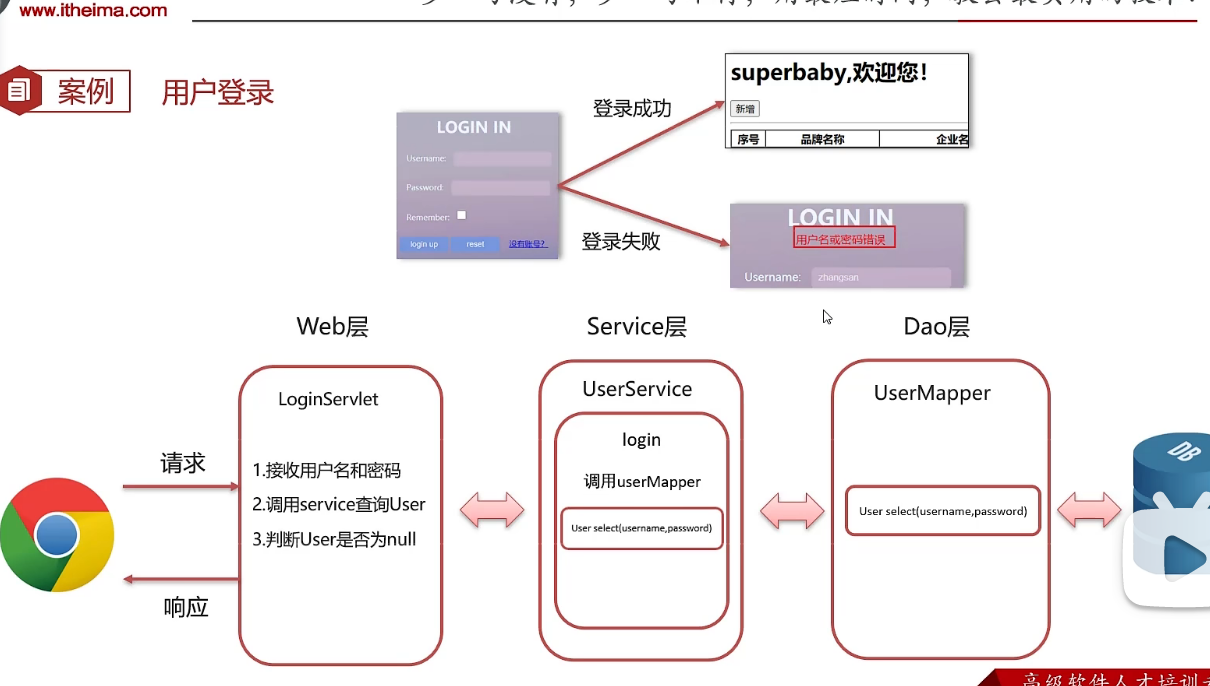 www.itheima.com
案例
用户登录
LOGIN IN
Username:
Password:
Remember:
login up
reset
没有账号?
登录成功
登录失败
superbaby,欢迎您!
新增
序号
品牌名称
企业名
LOGIN IN
用户名或密码错误
Username:
zhangsan
Web层
Service层
Dao层
LoginServlet
1.接收用户名和密码
2.调用service查询User
3.判断User是否为null
请求
响应
UserService
login
调用userMapper
User select(username,password)
UserMapper
User select(username,password)
DB
高级软件人才培训